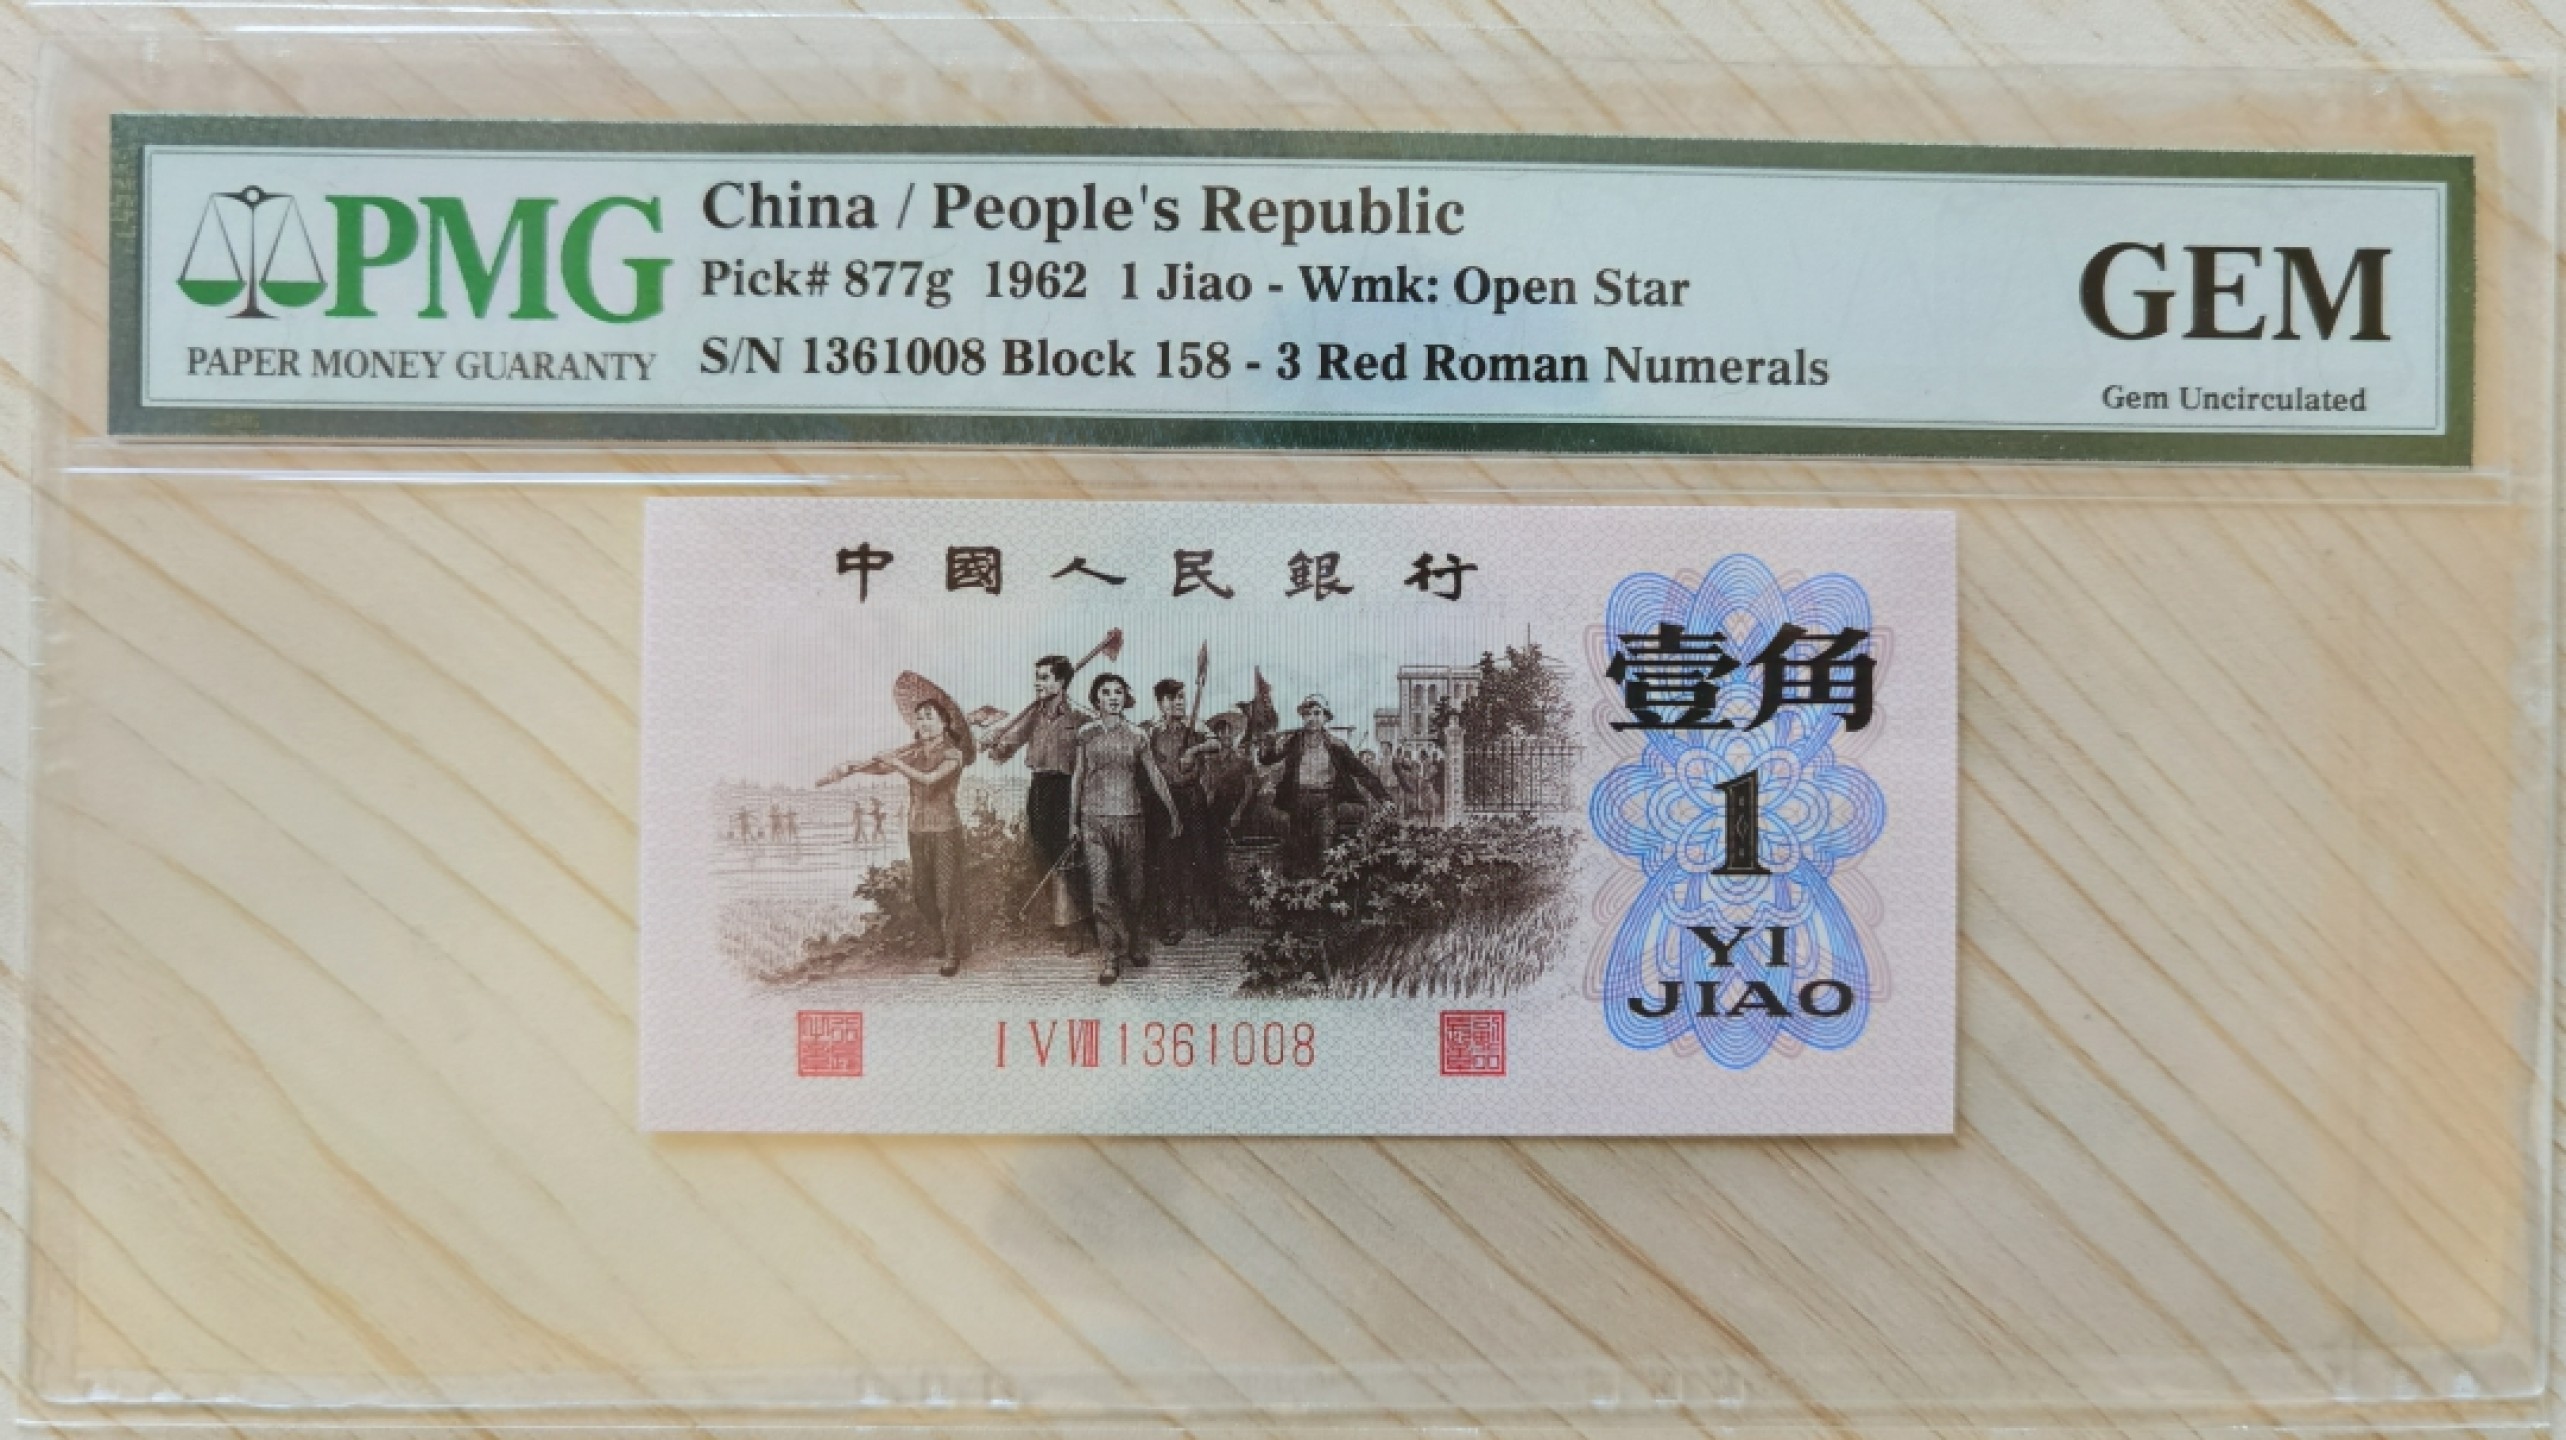 PMG
PAPER MONEY GUARANTY
China / People's Republic
Pick# 877g 1962 1 Jiao - Wmk: Open Star
S/N 1361008 Block 158 - 3 Red Roman Numerals
GEM
Gem Uncirculated
中國人民銀行
壹角
1
YI
JIAO
I V VIII 1361008